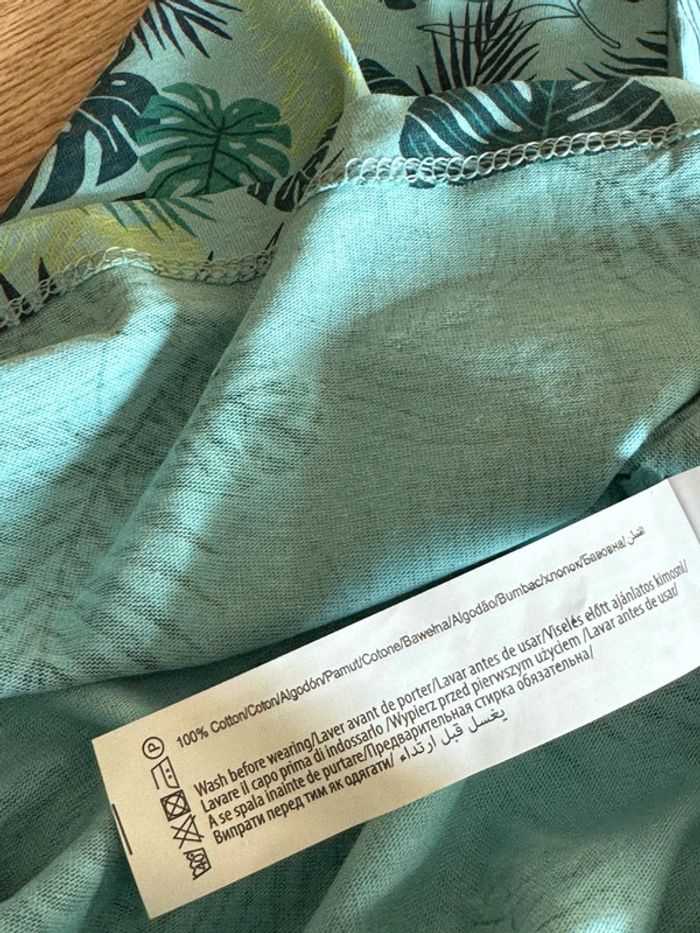 100% Cotton/Coton/Algodón/Pamut/Cotone/Bawełna/Algodão/Bumbac/хлопок/Бавовна/ القطن
Wash before wearing/Laver avant de porter/Lavar antes de usar/Viselés előtt ajánlatos kimosni/
Lavare il capo prima di indossarlo /Wypierz przed pierwszym użyciem /Lavar antes de usar/
A se spala inainte de purtare/Предварительная стирка обязательна/
Випрати перед тим як одягати/ يغسل قبل ارتداء
P